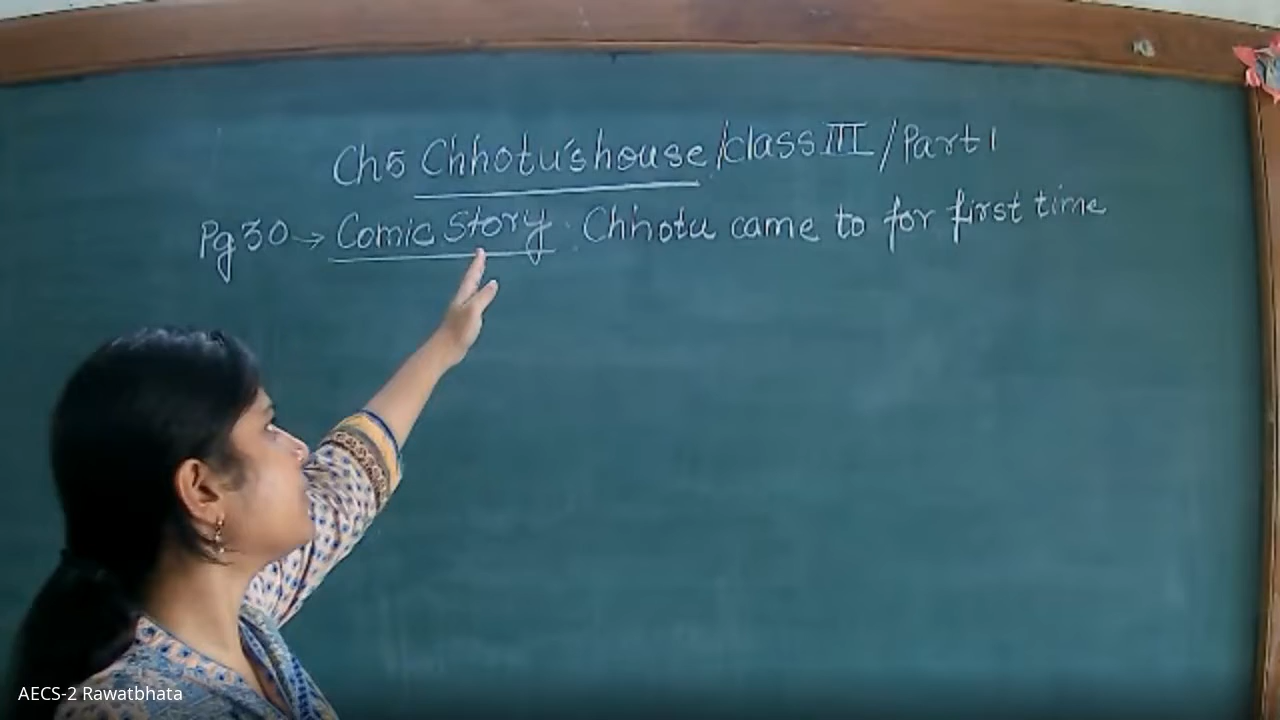 Ch5 Chhotu's house/class III/Part 1
Pg 30→ Comic Story. Chhotu came to for first time
AECS-2 Rawatbhata